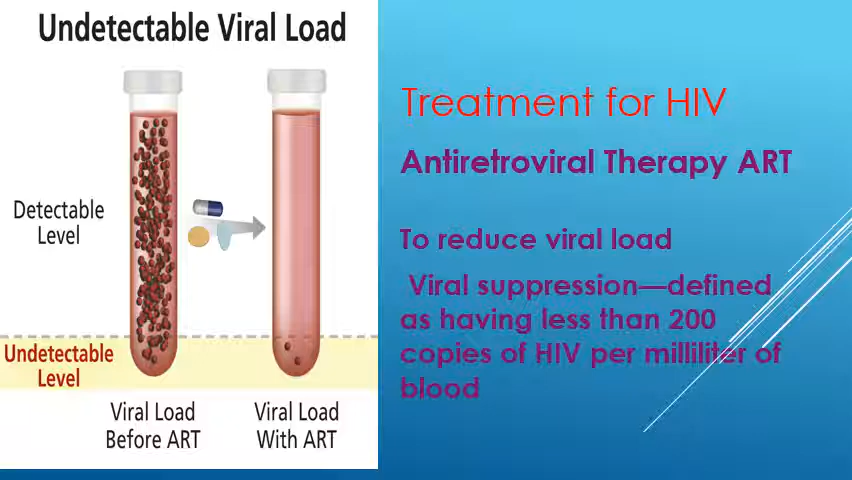 Undetectable Viral Load
Detectable
Level
Undetectable
Level
Viral Load
Before ART
Viral Load
With ART
Treatment for HIV
Antiretroviral Therapy ART
To reduce viral load
Viral suppression—defined
as having less than 200
copies of HIV per milliliter of
blood